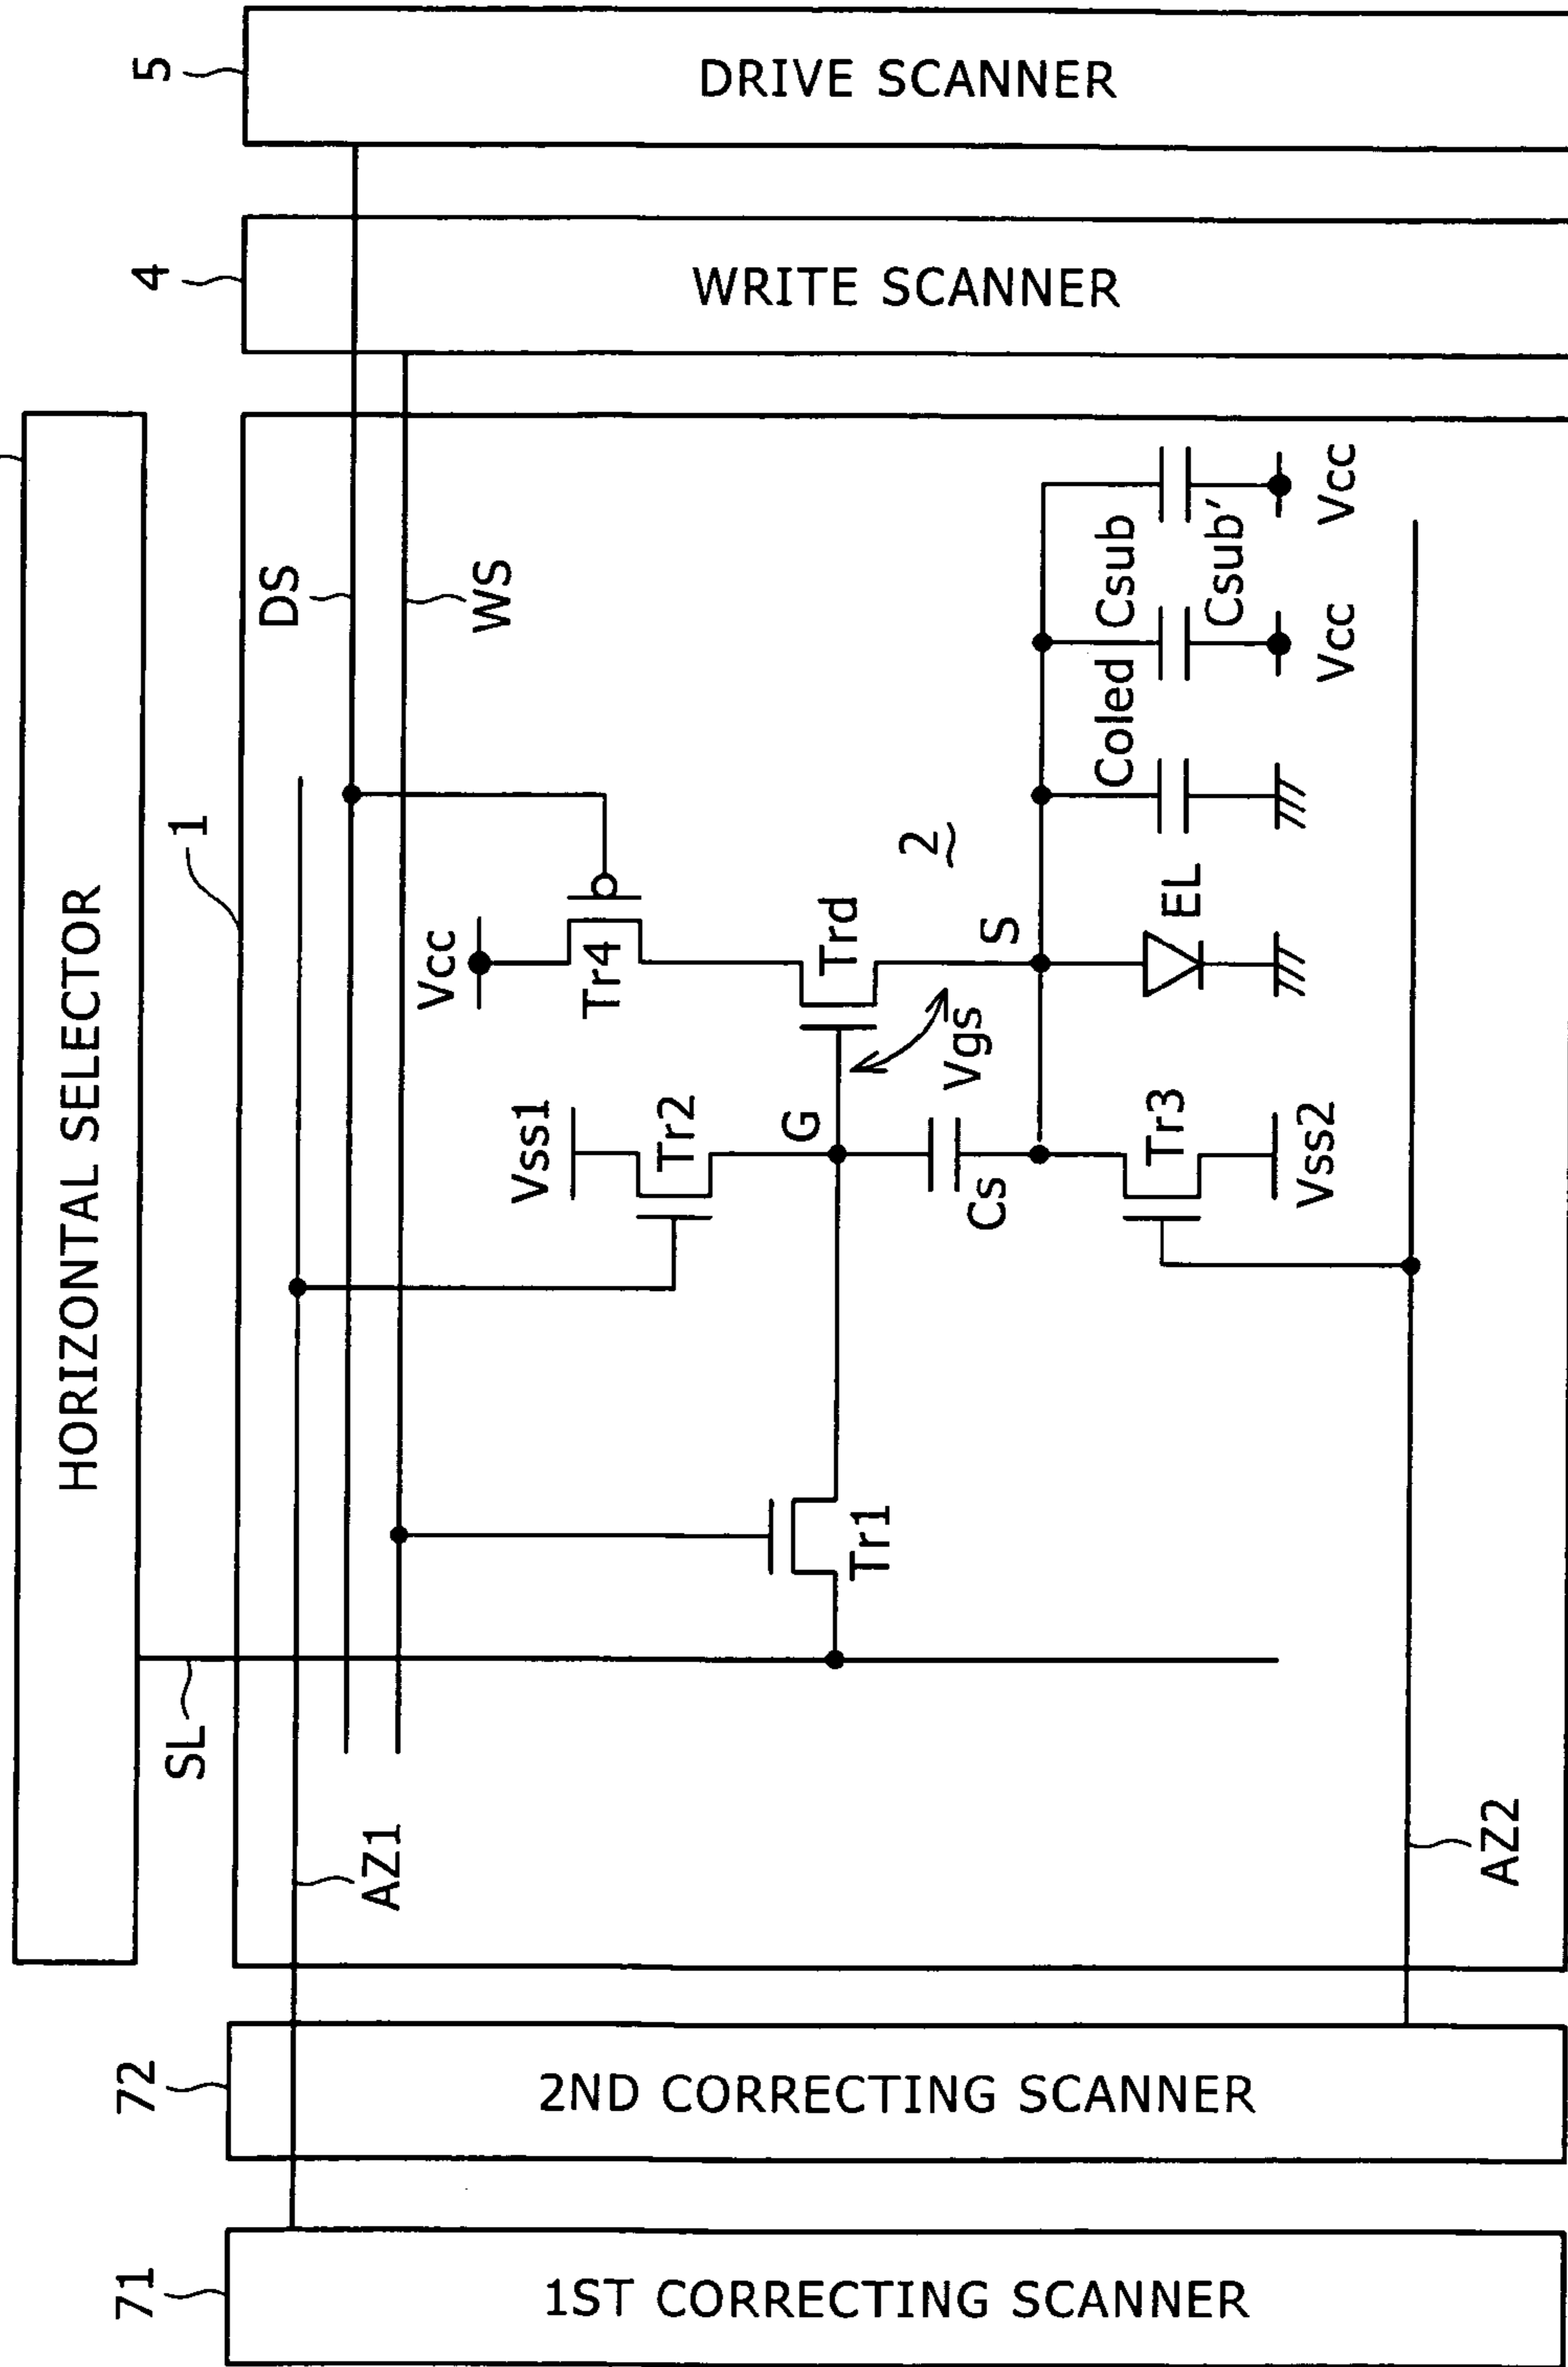 HORIZONTAL SELECTOR
5
DRIVE SCANNER
4
WRITE SCANNER
1
DS
WS
SL
AZ1
Vcc
Tr4
Trd
Vss1
Tr2
G
Vgs
S
2
Cs
Tr1
Tr3
Vss2
EL
Coled
Csub
Csub'
Vcc
Vcc
AZ2
72
2ND CORRECTING SCANNER
71
1ST CORRECTING SCANNER